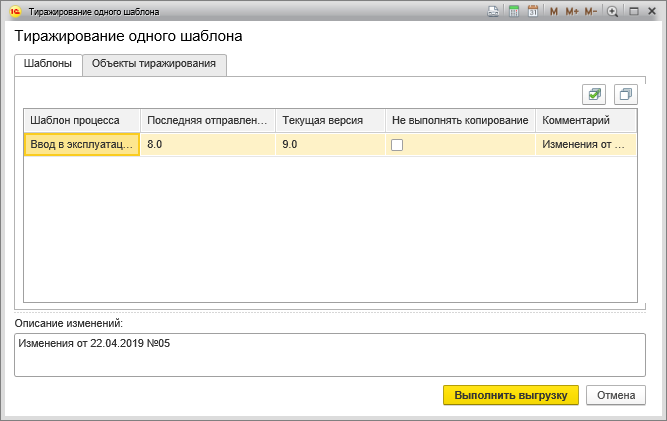 1С Тиражирование одного шаблона 31 M M+ M-
Тиражирование одного шаблона
Шаблоны Объекты тиражирования
Шаблон процесса Последняя отправлен... Текущая версия Не выполнять копирование Комментарий
Ввод в эксплуатац... 8.0 9.0 Изменения от ...
Описание изменений:
Изменения от 22.04.2019 №05
Выполнить выгрузку Отмена